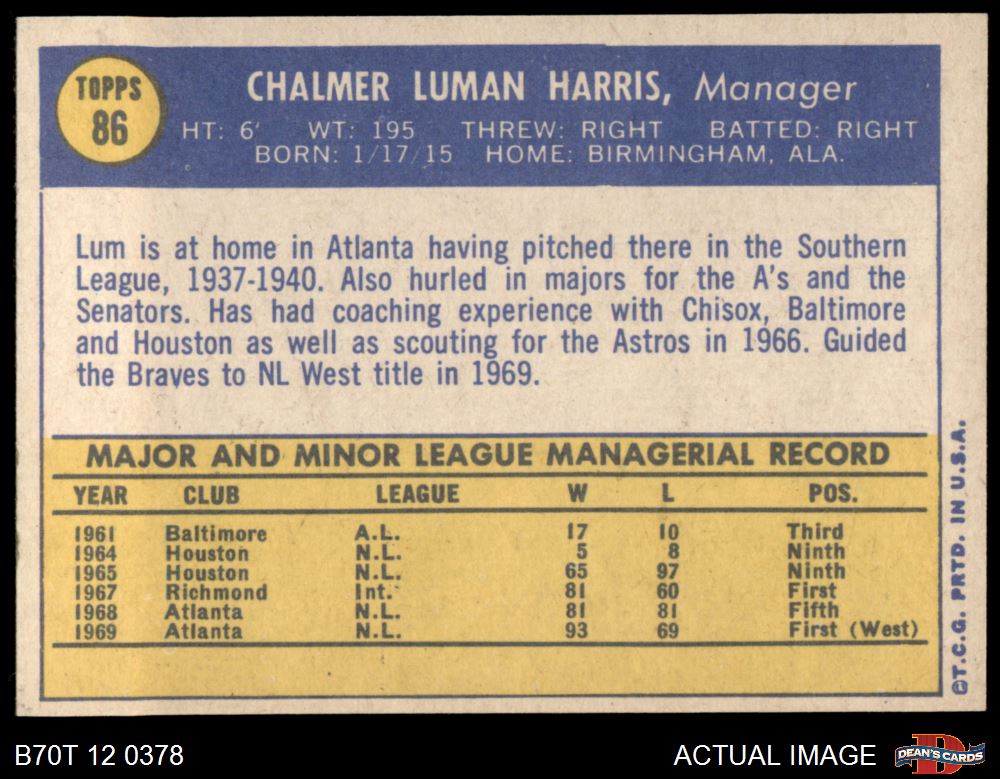 TOPPS
86
CHALMER LUMAN HARRIS, Manager
HT: 6' WT: 195 THREW: RIGHT BATTED: RIGHT
BORN: 1/17/15 HOME: BIRMINGHAM, ALA.
Lum is at home in Atlanta having pitched there in the Southern
League, 1937-1940. Also hurled in majors for the A's and the
Senators. Has had coaching experience with Chisox, Baltimore
and Houston as well as scouting for the Astros in 1966. Guided
the Braves to NL West title in 1969.
MAJOR AND MINOR LEAGUE MANAGERIAL RECORD
YEAR CLUB LEAGUE W L POS.
1961 Baltimore A.L. 17 10 Third
1964 Houston N.L. 5 8 Ninth
1965 Houston N.L. 65 97 Ninth
1967 Richmond Int. 81 60 First
1968 Atlanta N.L. 81 81 Fifth
1969 Atlanta N.L. 93 69 First (West)
©T.C.G. PRTD. IN U.S.A.
B70T 12 0378
ACTUAL IMAGE
DEAN'S CARDS